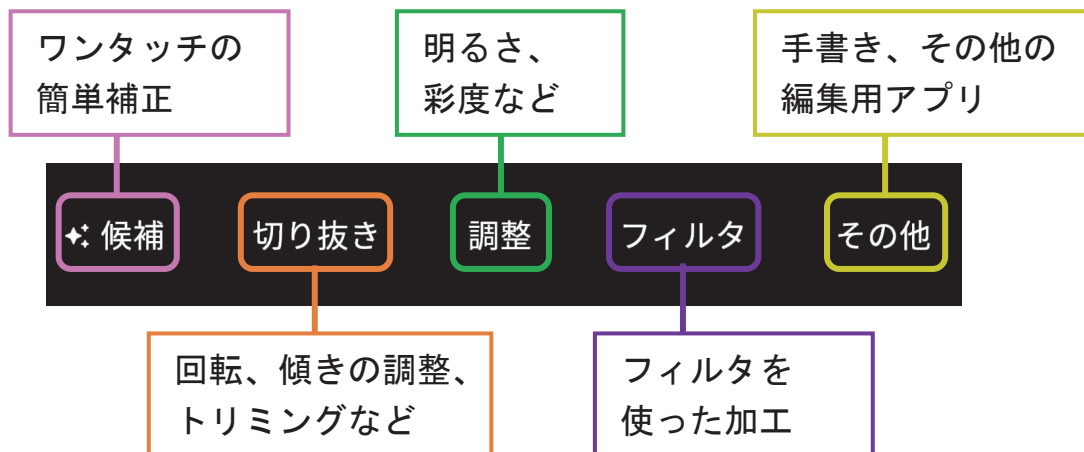 ワンタッチの
簡単補正
明るさ、
彩度など
手書き、その他の
編集用アプリ
候補
切り抜き
調整
フィルタ
その他
回転、傾きの調整、
トリミングなど
フィルタを
使った加工